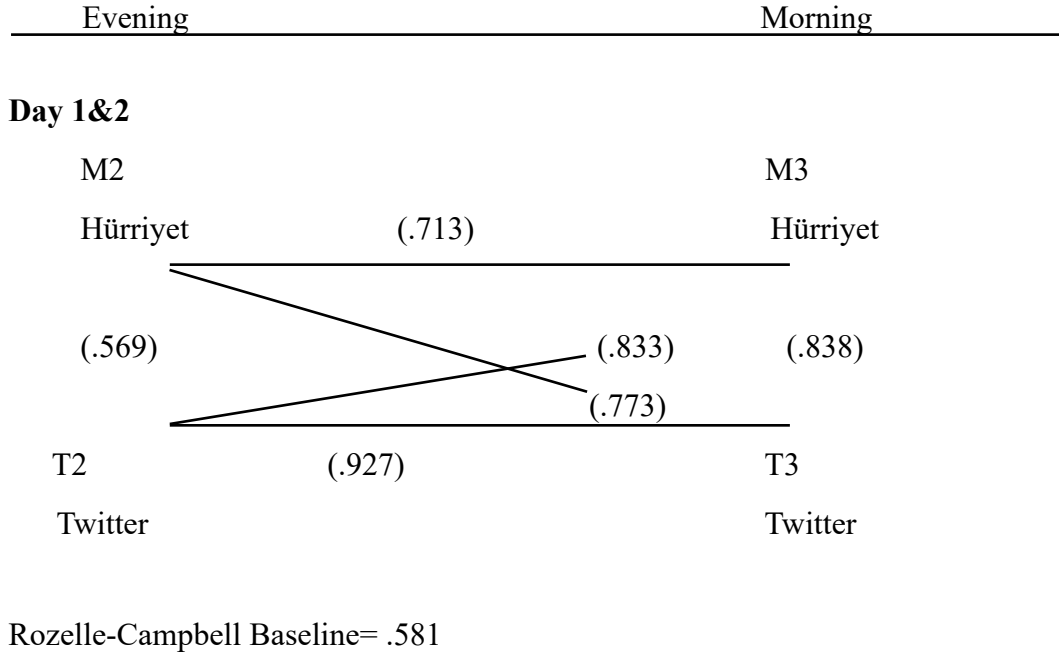 Evening Morning
Day 1&2
M2 M3
Hürriyet (.713) Hürriyet
(.569) (.833) (.838)
(.773)
T2 (.927) T3
Twitter Twitter
Rozelle-Campbell Baseline= .581